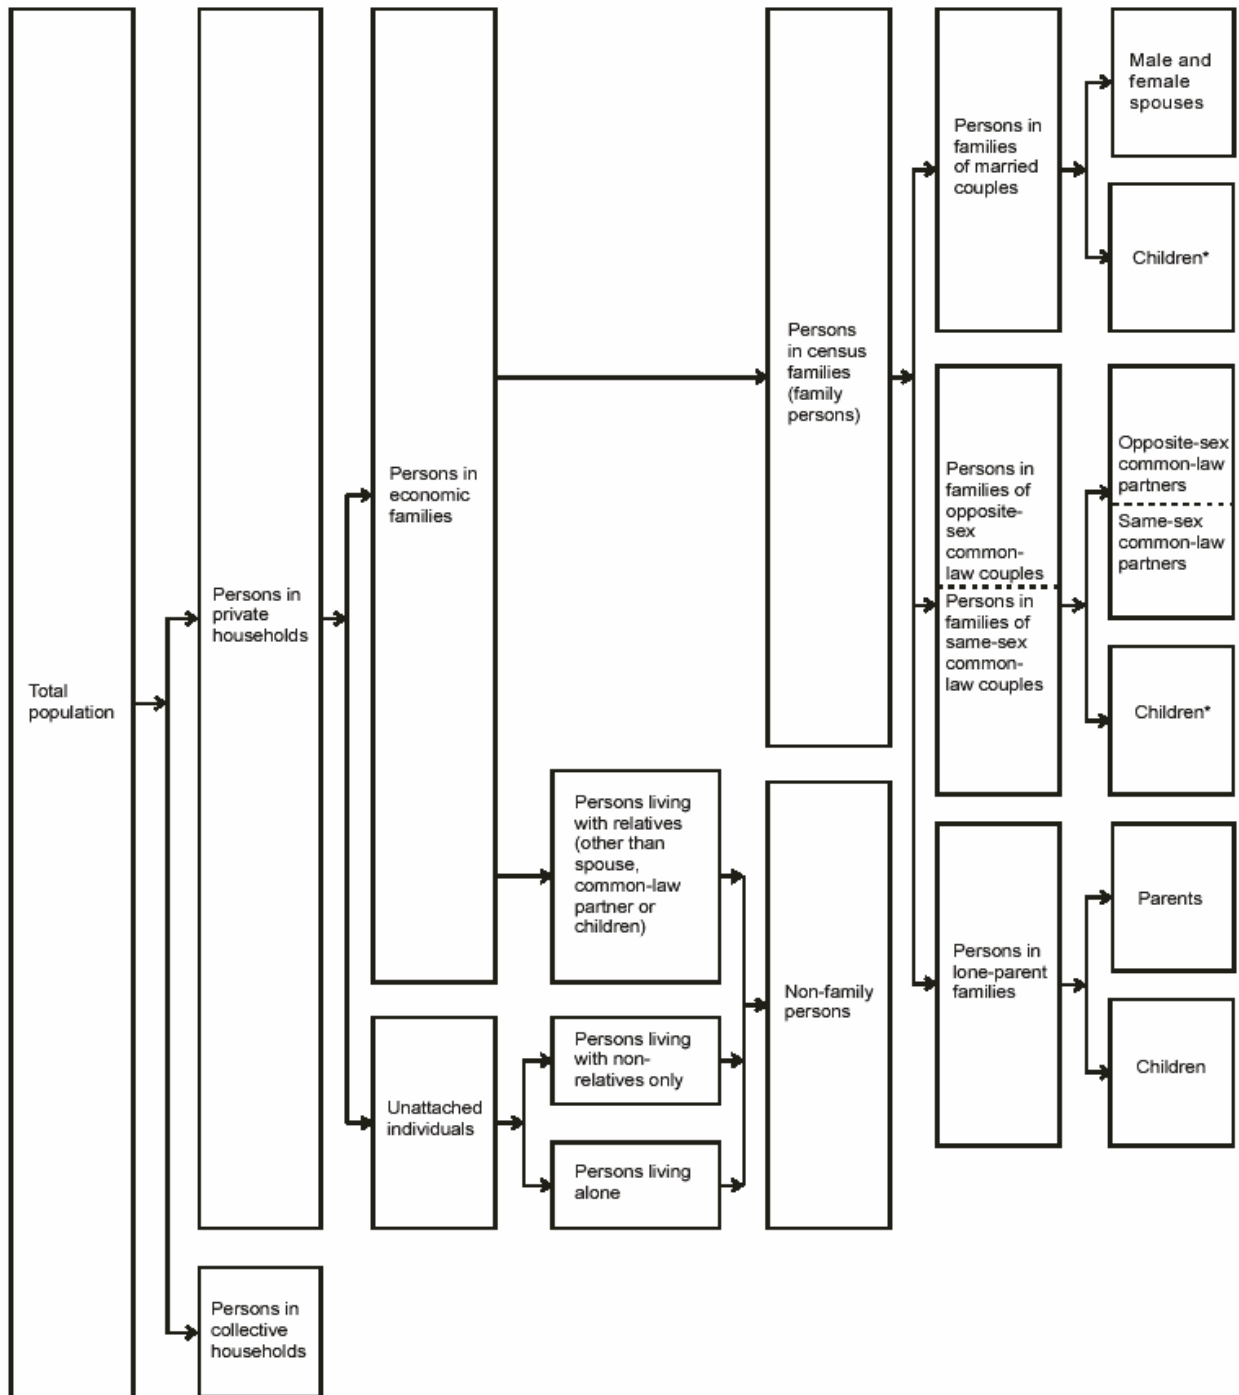 Total
population
Persons in
private
households
Persons in
collective
households
Persons in
economic
families
Unattached
individuals
Persons living
with relatives
(other than
spouse,
common-law
partner or
children)
Persons living
with non-
relatives only
Persons living
alone
Persons
in census
families
(family
persons)
Non-family
persons
Persons in
families
of married
couples
Persons in
families of
opposite-
sex
common-
law couples
Persons in
families of
same-sex
common-
law couples
Persons in
lone-parent
families
Male and
female
spouses
Children*
Opposite-sex
common-law
partners
Same-sex
common-law
partners
Children*
Parents
Children